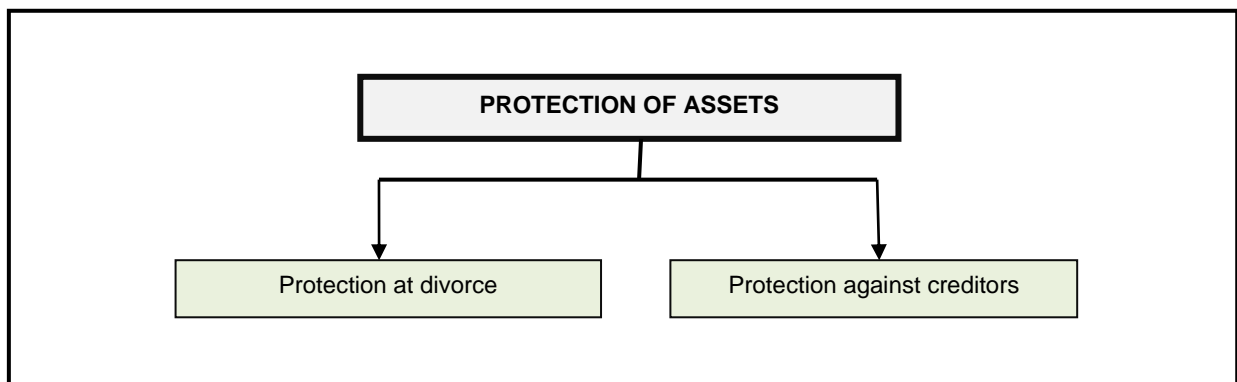 PROTECTION OF ASSETS
Protection at divorce
Protection against creditors